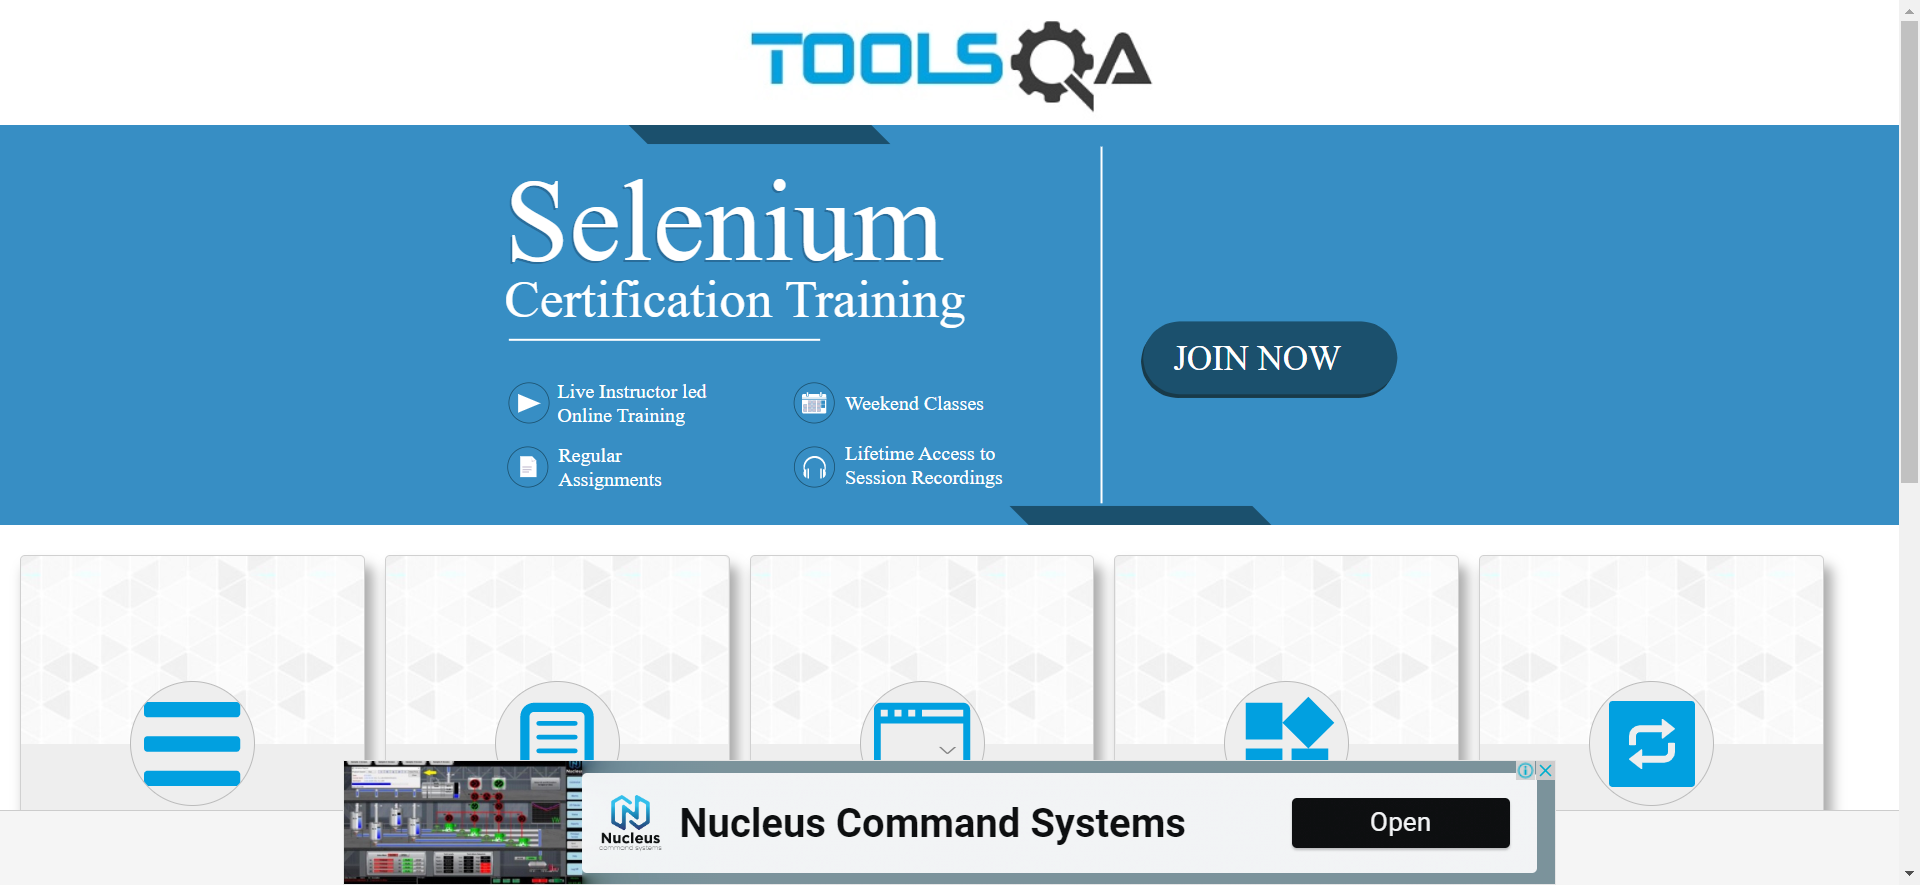 TOOLSQA
Selenium
Certification Training
JOIN NOW
Live Instructor led
Online Training
Weekend Classes
Regular
Assignments
Lifetime Access to
Session Recordings
Nucleus
command systems
Nucleus Command Systems
Open